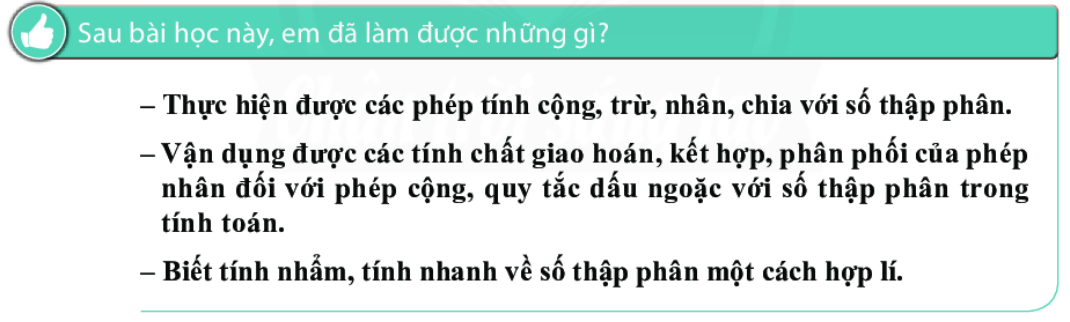 Sau bài học này, em đã làm được những gì?
– Thực hiện được các phép tính cộng, trừ, nhân, chia với số thập phân.
– Vận dụng được các tính chất giao hoán, kết hợp, phân phối của phép
nhân đối với phép cộng, quy tắc dấu ngoặc với số thập phân trong
tính toán.
– Biết tính nhẩm, tính nhanh về số thập phân một cách hợp lí.